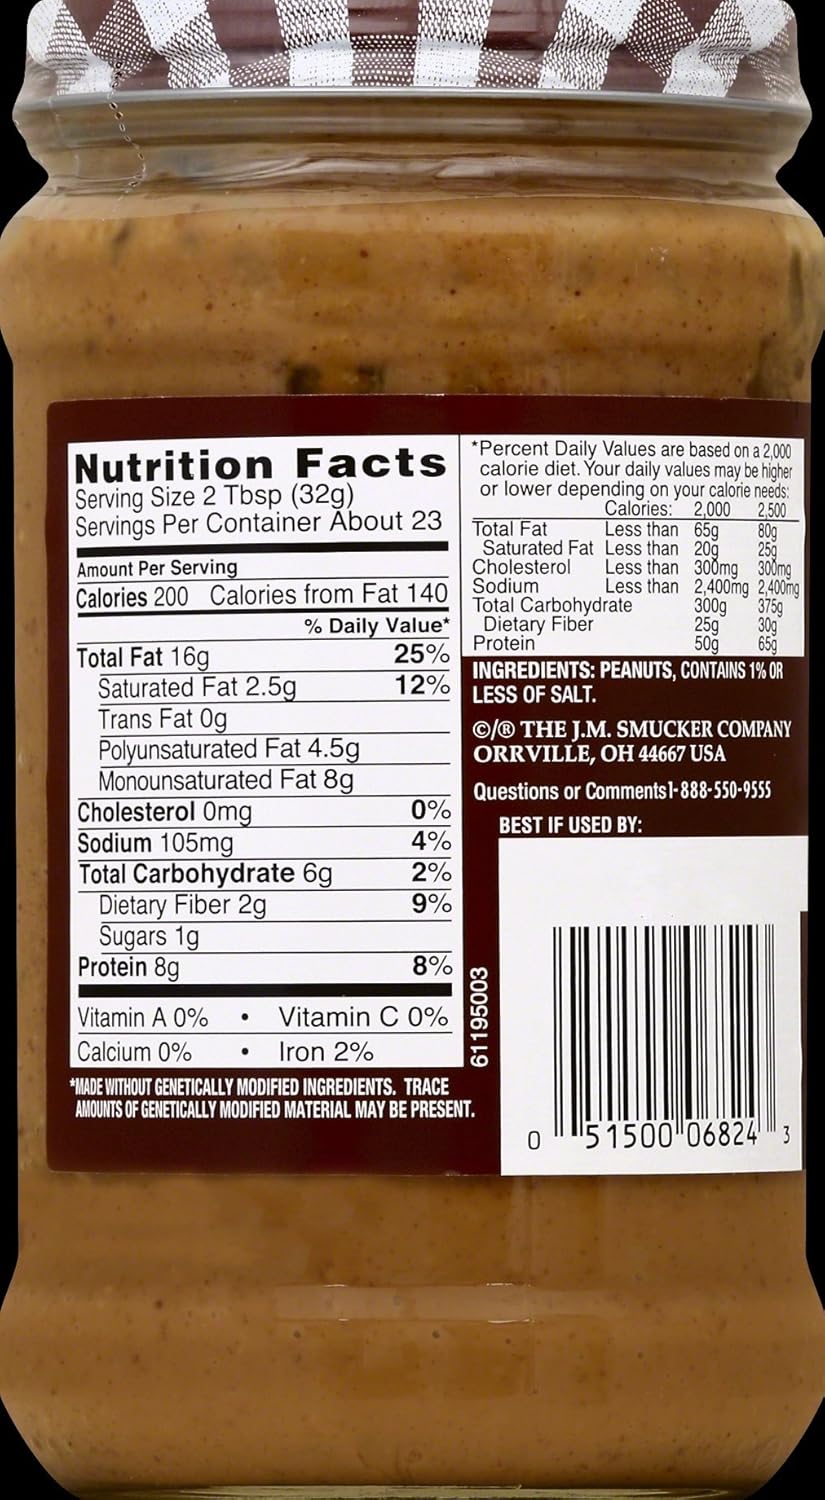 Nutrition Facts
Serving Size 2 Tbsp (32g)
Servings Per Container About 23
Amount Per Serving
Calories 200 Calories from Fat 140
% Daily Value*
Total Fat 16g 25%
Saturated Fat 2.5g 12%
Trans Fat 0g
Polyunsaturated Fat 4.5g
Monounsaturated Fat 8g
Cholesterol 0mg 0%
Sodium 105mg 4%
Total Carbohydrate 6g 2%
Dietary Fiber 2g 9%
Sugars 1g
Protein 8g 8%
Vitamin A 0% • Vitamin C 0%
Calcium 0% • Iron 2%
*MADE WITHOUT GENETICALLY MODIFIED INGREDIENTS. TRACE
AMOUNTS OF GENETICALLY MODIFIED MATERIAL MAY BE PRESENT.
*Percent Daily Values are based on a 2,000
calorie diet. Your daily values may be higher
or lower depending on your calorie needs:
Calories: 2,000 2,500
Total Fat Less than 65g 80g
Saturated Fat Less than 20g 25g
Cholesterol Less than 300mg 300mg
Sodium Less than 2,400mg 2,400mg
Total Carbohydrate 300g 375g
Dietary Fiber 25g 30g
Protein 50g 65g
INGREDIENTS: PEANUTS, CONTAINS 1% OR
LESS OF SALT.
©/® THE J.M. SMUCKER COMPANY
ORRVILLE, OH 44667 USA
Questions or Comments 1-888-550-9555
BEST IF USED BY:
61195003
0 51500 06824 3